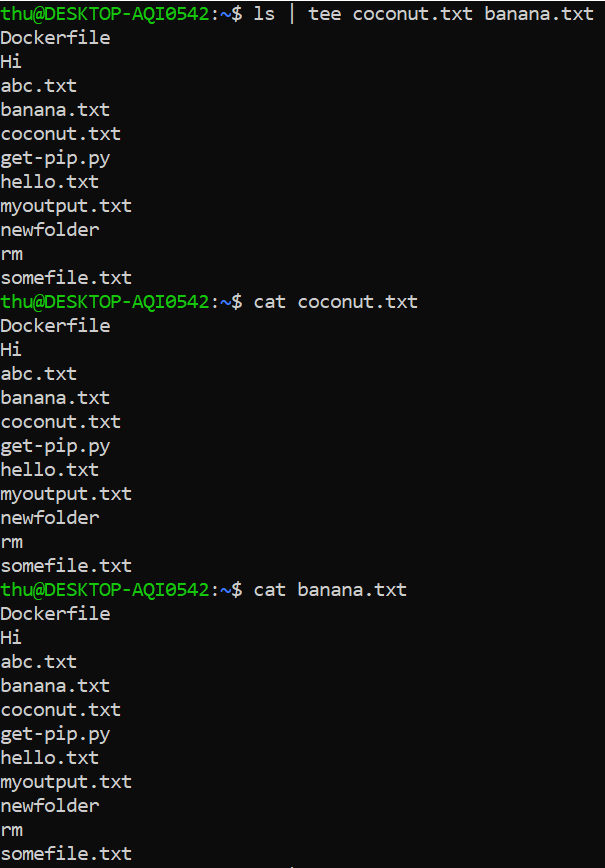 thu@DESKTOP-AQI0542:~$ ls | tee coconut.txt banana.txt
Dockerfile
Hi
abc.txt
banana.txt
coconut.txt
get-pip.py
hello.txt
myoutput.txt
newfolder
rm
somefile.txt
thu@DESKTOP-AQI0542:~$ cat coconut.txt
Dockerfile
Hi
abc.txt
banana.txt
coconut.txt
get-pip.py
hello.txt
myoutput.txt
newfolder
rm
somefile.txt
thu@DESKTOP-AQI0542:~$ cat banana.txt
Dockerfile
Hi
abc.txt
banana.txt
coconut.txt
get-pip.py
hello.txt
myoutput.txt
newfolder
rm
somefile.txt